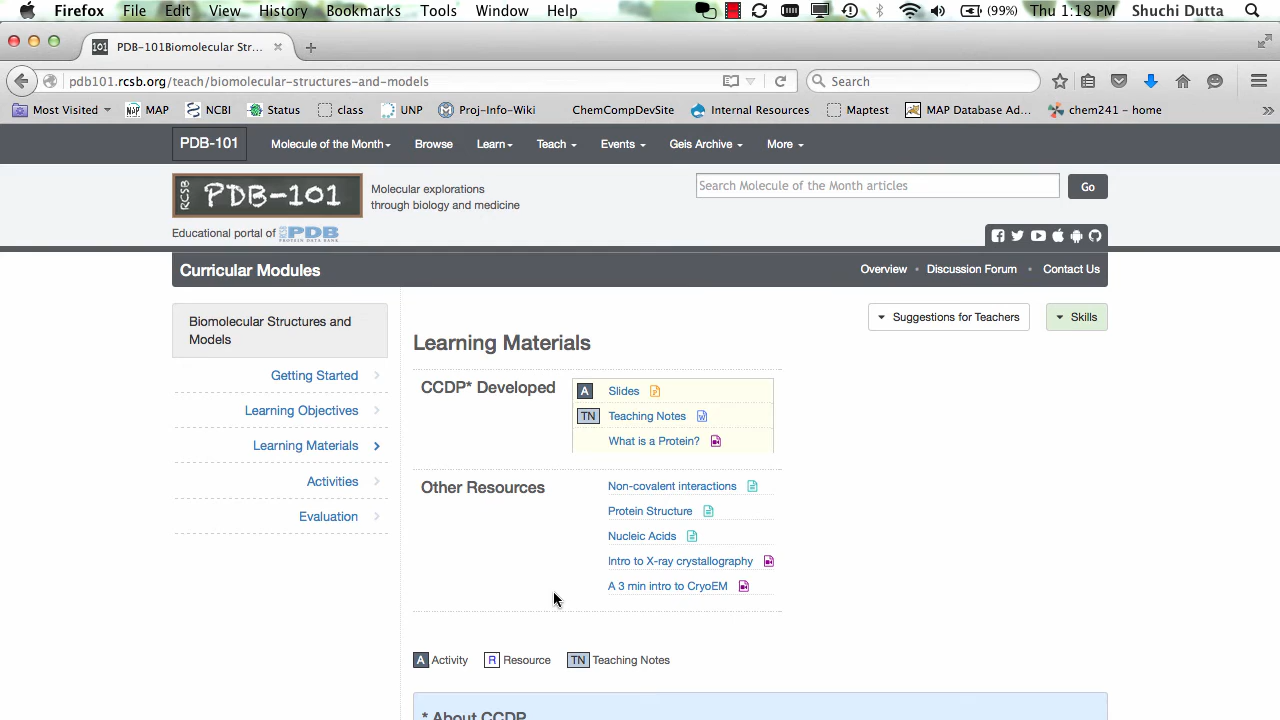 Firefox File Edit View History Bookmarks Tools Window Help (99%) Thu 1:18 PM Shuchi Dutta
101 PDB-101Biomolecular Str...
pdb101.rcsb.org/teach/biomolecular-structures-and-models Search
Most Visited MAP NCBI Status class UNP Proj-Info-Wiki ChemCompDevSite Internal Resources Maptest MAP Database Ad... chem241 - home
PDB-101 Molecule of the Month Browse Learn Teach Events Geis Archive More
RCSB PDB-101
Molecular explorations
through biology and medicine
Search Molecule of the Month articles Go
Educational portal of PDB
PROTEIN DATA BANK
Curricular Modules Overview • Discussion Forum • Contact Us
Biomolecular Structures and
Models
Getting Started
Learning Objectives
Learning Materials
Activities
Evaluation
Suggestions for Teachers Skills
Learning Materials
CCDP* Developed
A Slides
TN Teaching Notes
What is a Protein?
Other Resources
Non-covalent interactions
Protein Structure
Nucleic Acids
Intro to X-ray crystallography
A 3 min intro to CryoEM
A Activity R Resource TN Teaching Notes
* About CCDP